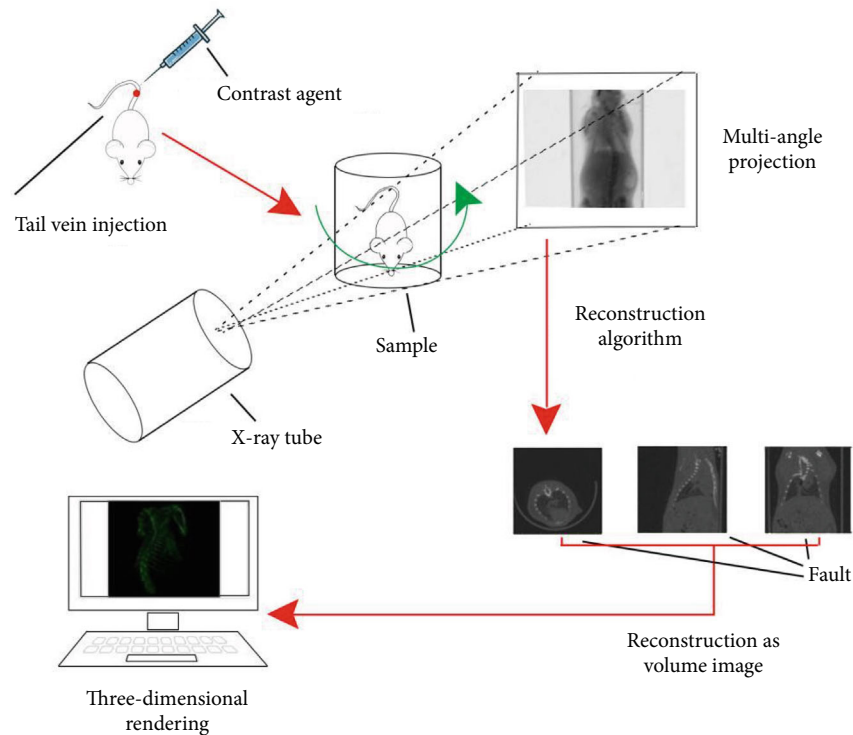 Contrast agent
Tail vein injection
Multi-angle
projection
Sample
Reconstruction
algorithm
X-ray tube
Fault
Reconstruction as
volume image
Three-dimensional
rendering